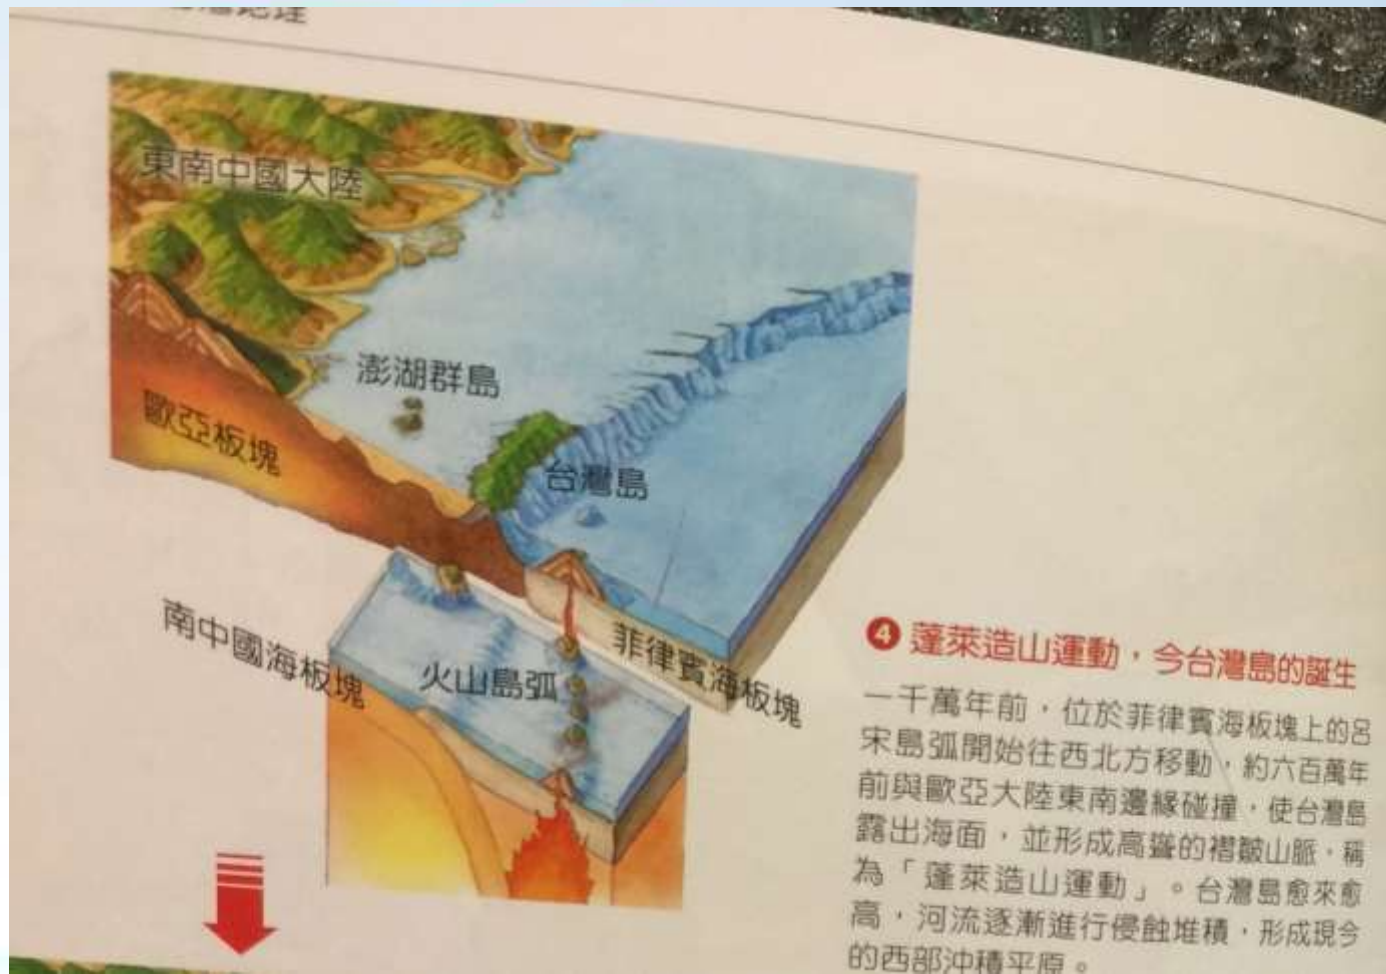 東南中國大陸
澎湖群島
歐亞板塊
台灣島
南中國海板塊
火山島弧
菲律賓海板塊
4 蓬萊造山運動，今台灣島的誕生
一千萬年前，位於菲律賓海板塊上的呂
宋島弧開始往西北方移動，約六百萬年
前與歐亞大陸東南邊緣碰撞，使台灣島
露出海面，並形成高聳的褶皺山脈，稱
為「蓬萊造山運動」。台灣島愈來愈
高，河流逐漸進行侵蝕堆積，形成現今
的西部沖積平原。